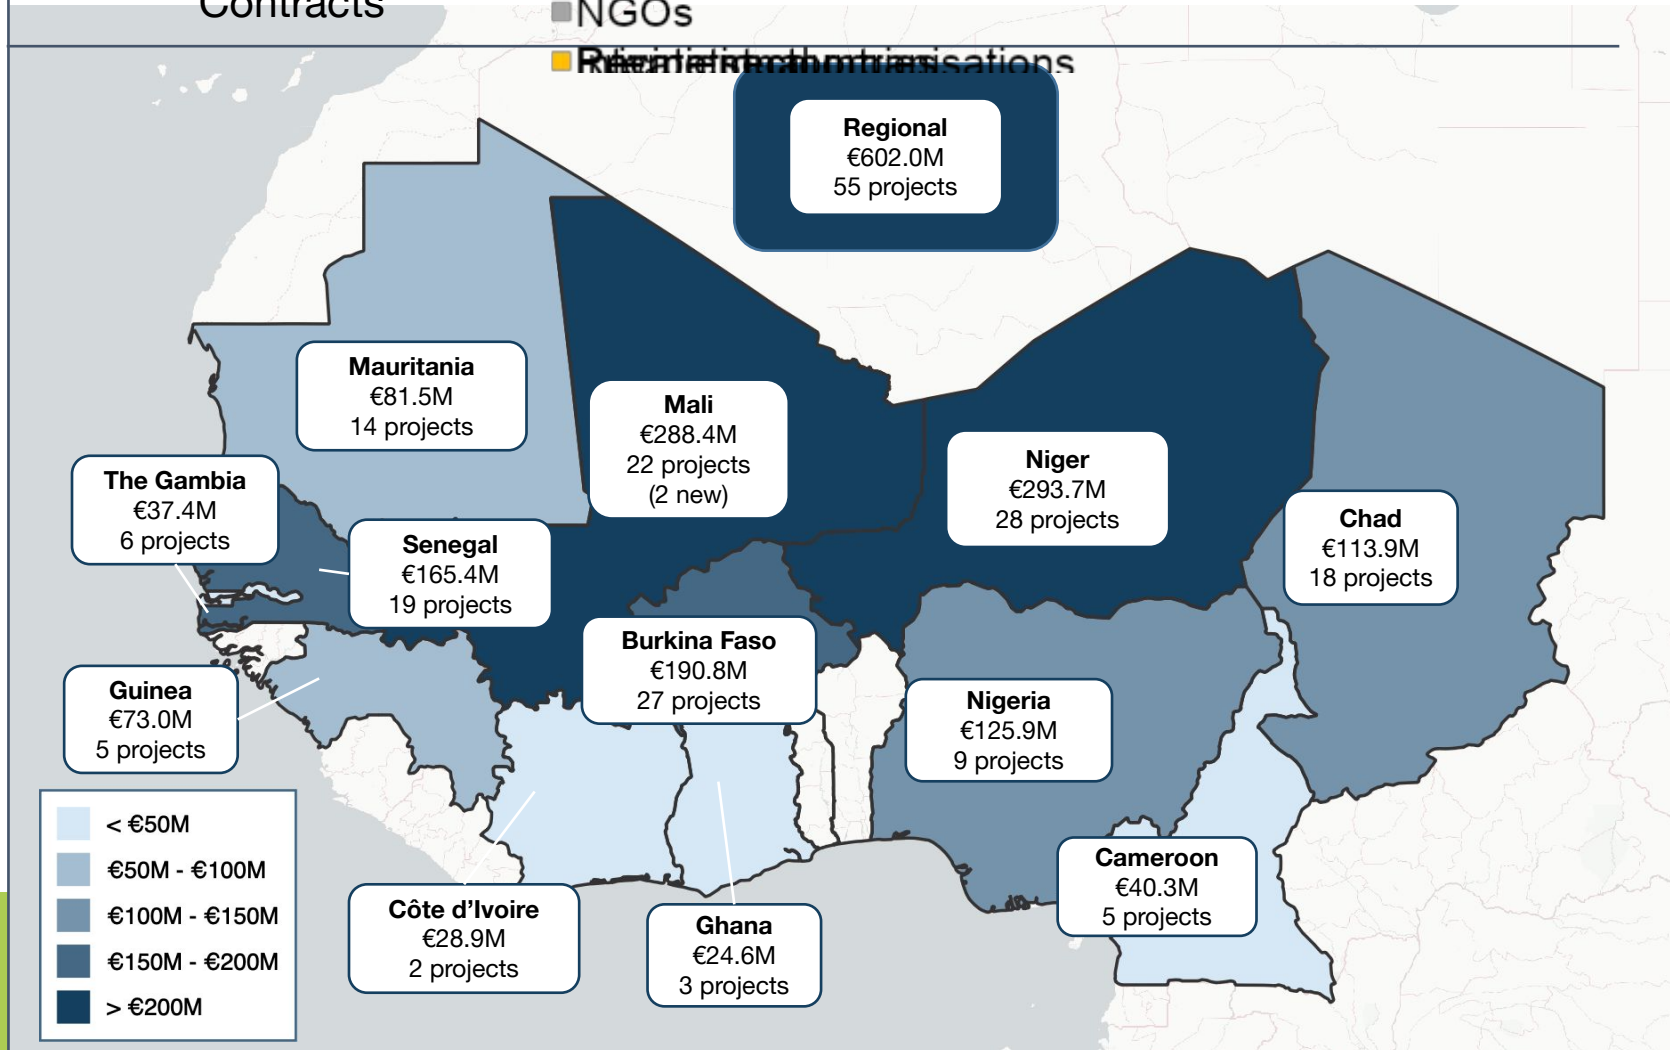 Contracts
NGOs
Regional
€602.0M
55 projects
Mauritania
€81.5M
14 projects
Mali
€288.4M
22 projects
(2 new)
Niger
€293.7M
28 projects
The Gambia
€37.4M
6 projects
Chad
€113.9M
18 projects
Senegal
€165.4M
19 projects
Burkina Faso
€190.8M
27 projects
Guinea
€73.0M
5 projects
Nigeria
€125.9M
9 projects
Cameroon
€40.3M
5 projects
Côte d’Ivoire
€28.9M
2 projects
Ghana
€24.6M
3 projects
< €50M
€50M - €100M
€100M - €150M
€150M - €200M
> €200M